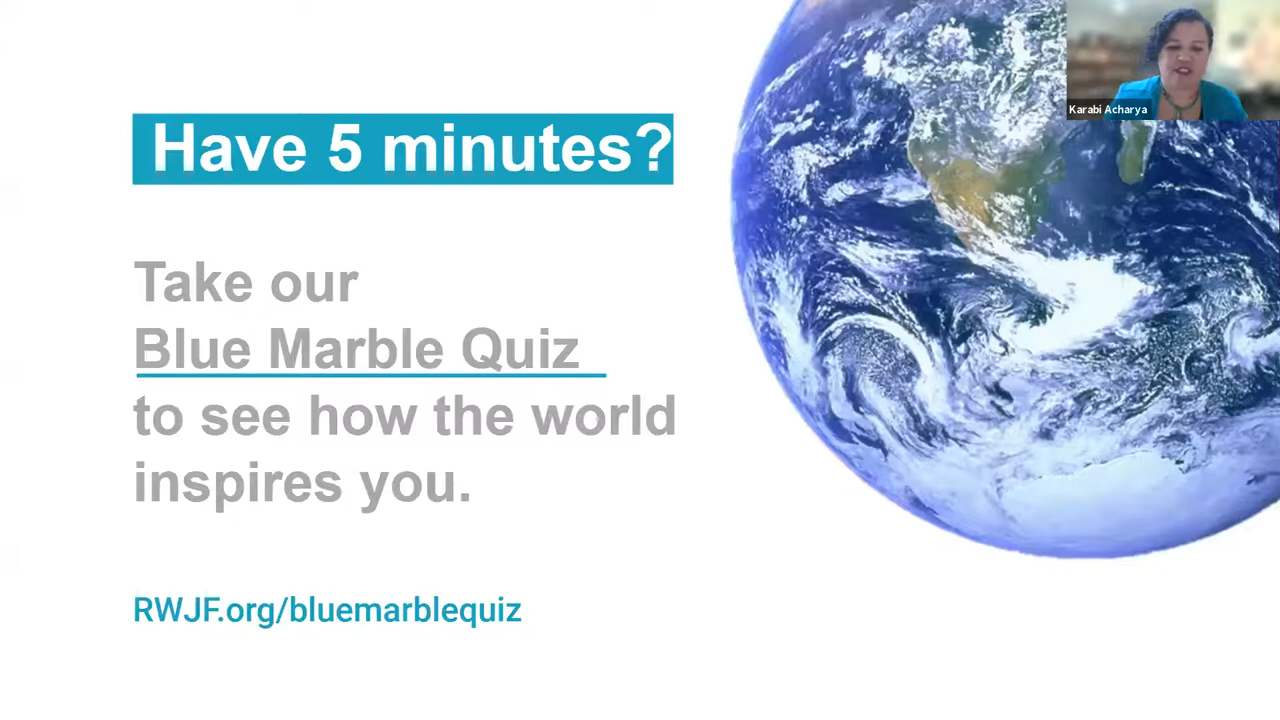 Karabi Acharya
Have 5 minutes?
Take our
Blue Marble Quiz
to see how the world
inspires you.
RWJF.org/bluemarblequiz